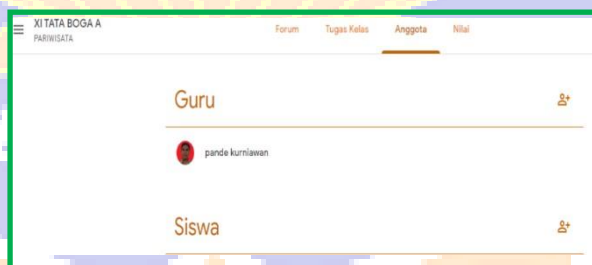 XI TATA BOGA A
PARIWISATA
Forum Tugas Kelas Anggota Nilai
Guru
pande kurniawan
Siswa